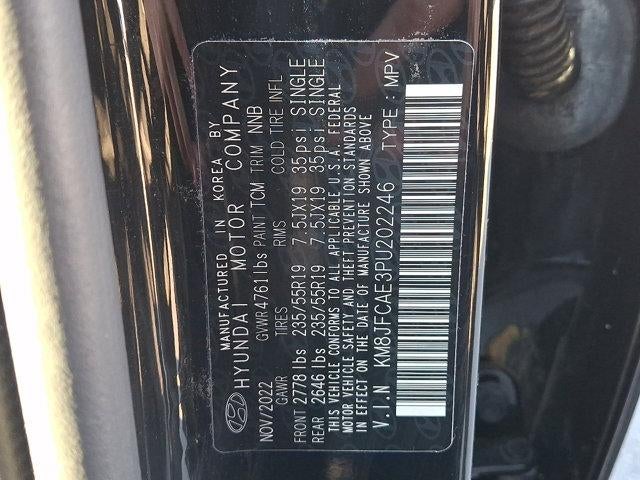 MANUFACTURED IN KOREA BY
HYUNDAI MOTOR COMPANY
NOV/2022 GVWR 4761 lbs PAINT TCM TRIM NNB
GAWR TIRES RIMS COLD TIRE INFL
FRONT 2778 lbs 235/55R19 7.5JX19 35psi SINGLE
REAR 2646 lbs 235/55R19 7.5JX19 35psi SINGLE
THIS VEHICLE CONFORMS TO ALL APPLICABLE U.S.A. FEDERAL
MOTOR VEHICLE SAFETY AND THEFT PREVENTION STANDARDS
IN EFFECT ON THE DATE OF MANUFACTURE SHOWN ABOVE
V.I.N KM8JFCAE3PU202246 TYPE : MPV